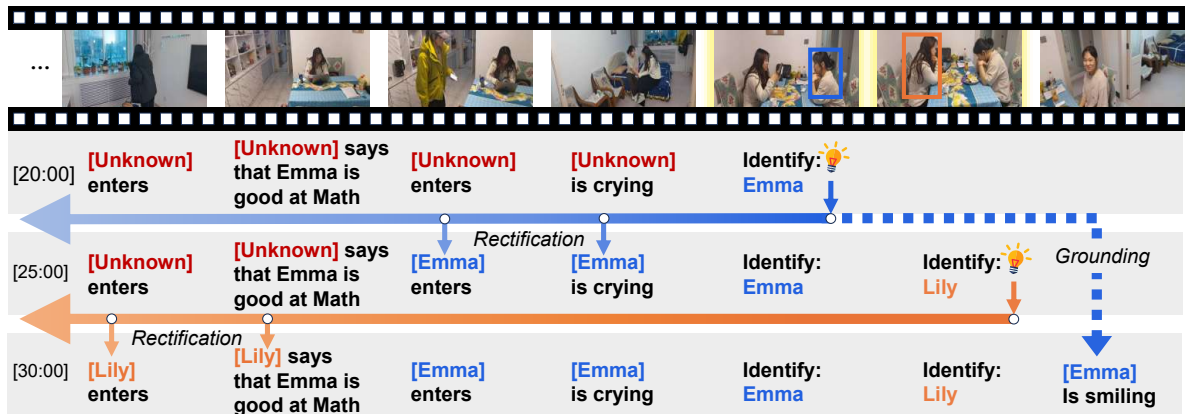 ...
[20:00]
[Unknown]
enters
[Unknown] says
that Emma is
good at Math
[Unknown]
enters
[Unknown]
is crying
Identify:
Emma
Rectification
Grounding
[25:00]
[Unknown]
enters
[Unknown] says
that Emma is
good at Math
[Emma]
enters
[Emma]
is crying
Identify:
Emma
Identify:
Lily
Rectification
[30:00]
[Lily]
enters
[Lily] says
that Emma is
good at Math
[Emma]
enters
[Emma]
is crying
Identify:
Emma
Identify:
Lily
[Emma]
Is smiling